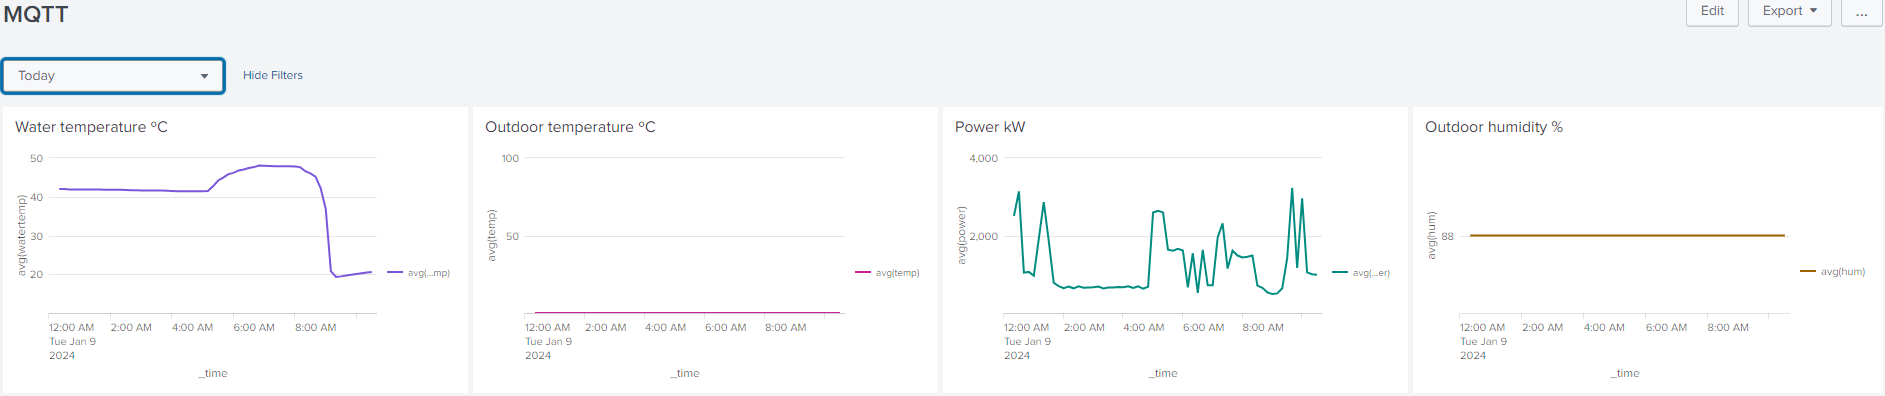 MQTT
Edit
Export
...
Today
Hide Filters
Water temperature ºC
50
40
30
20
avg(watertemp)
12:00 AM
Tue Jan 9
2024
2:00 AM
4:00 AM
6:00 AM
8:00 AM
_time
avg(...mp)
Outdoor temperature ºC
100
50
avg(temp)
12:00 AM
Tue Jan 9
2024
2:00 AM
4:00 AM
6:00 AM
8:00 AM
_time
avg(temp)
Power kW
4,000
2,000
avg(power)
12:00 AM
Tue Jan 9
2024
2:00 AM
4:00 AM
6:00 AM
8:00 AM
_time
avg(...er)
Outdoor humidity %
88
avg(hum)
12:00 AM
Tue Jan 9
2024
2:00 AM
4:00 AM
6:00 AM
8:00 AM
_time
avg(hum)